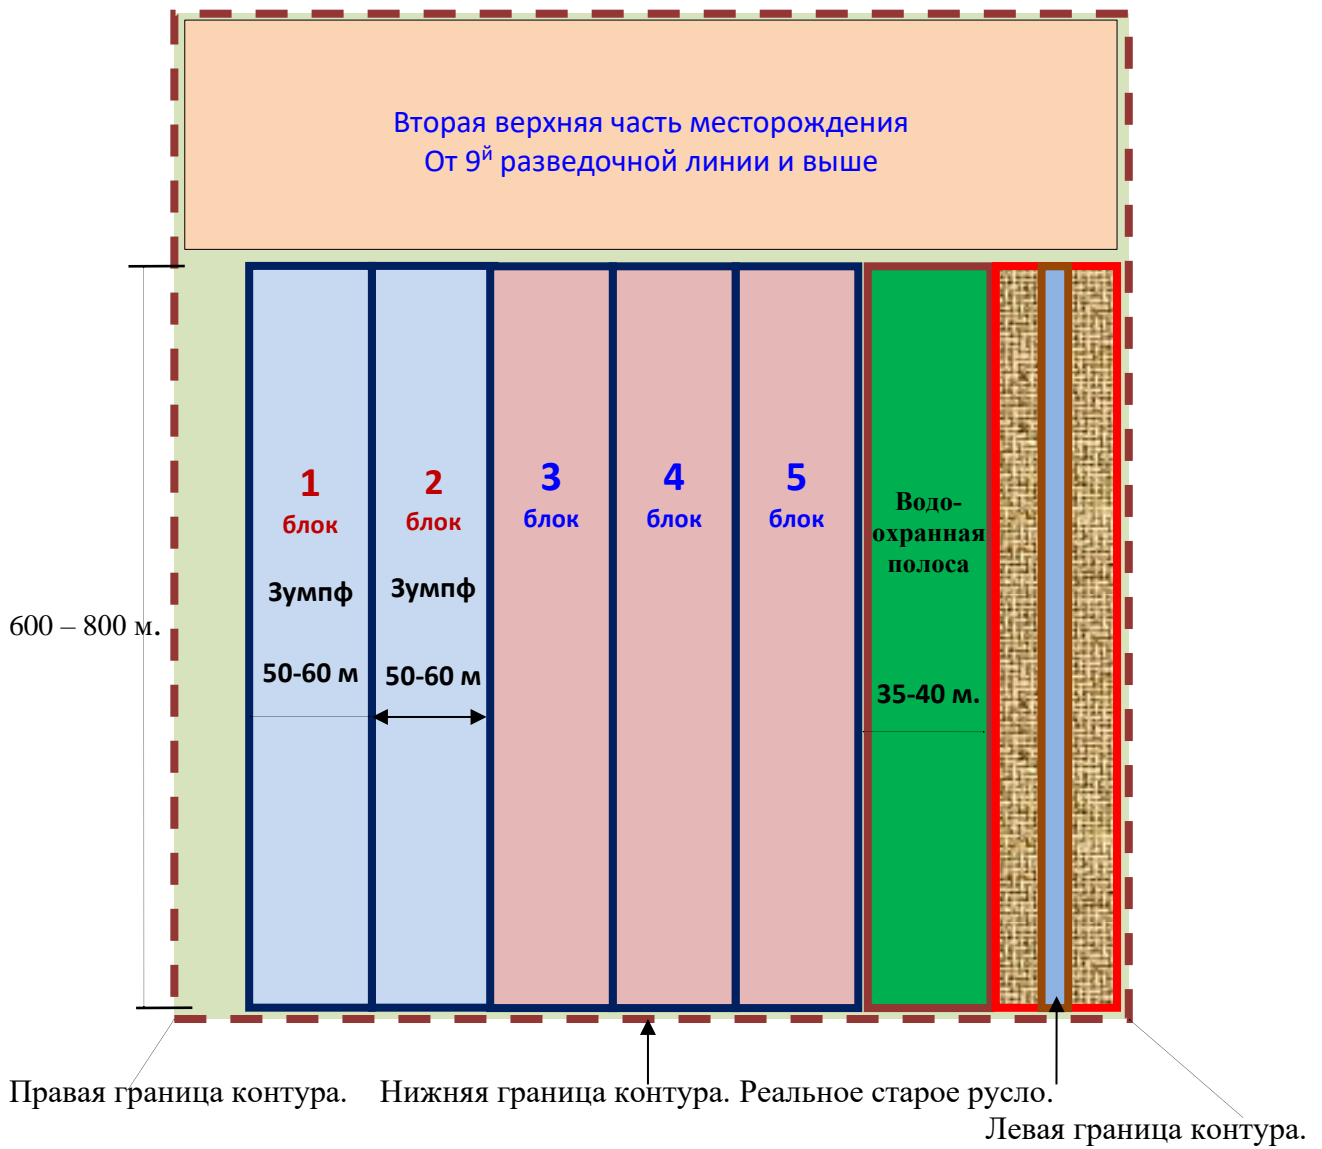 Вторая верхняя часть месторождения
От 9й разведочной линии и выше
1
блок
Зумпф
50-60 м
2
блок
Зумпф
50-60 м
3
блок
4
блок
5
блок
Водо-
охранная
полоса
35-40 м.
600 – 800 м.
Правая граница контура.
Нижняя граница контура.
Реальное старое русло.
Левая граница контура.